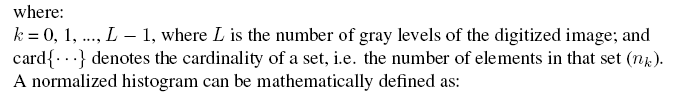 where:
k = 0, 1, ..., L − 1, where L is the number of gray levels of the digitized image; and
card{· · ·} denotes the cardinality of a set, i.e. the number of elements in that set (nₖ).
A normalized histogram can be mathematically defined as: